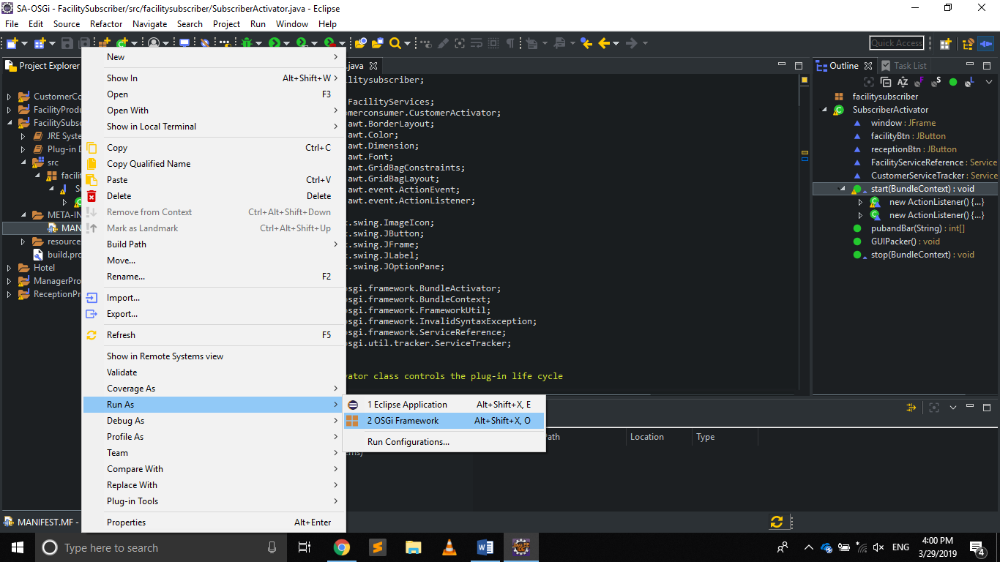 SA-OSGi - FacilitySubscriber/src/facilitysubscriber/SubscriberActivator.java - Eclipse
File Edit Source Refactor Navigate Search Project Run Window Help
Quick Access
Project Explorer
CustomerCo
FacilityProdu
FacilitySubsc
JRE Syste
Plug-in D
src
facilit
Su
META-IN
MAN
resource
build.pro
Hotel
ManagerPro
ReceptionPr
New
Show In Alt+Shift+W
Open F3
Open With
Show in Local Terminal
Copy Ctrl+C
Copy Qualified Name
Paste Ctrl+V
Delete Delete
Remove from Context Ctrl+Alt+Shift+Down
Mark as Landmark Ctrl+Alt+Shift+Up
Build Path
Move...
Rename... F2
Import...
Export...
Refresh F5
Show in Remote Systems view
Validate
Coverage As
Run As
Debug As
Profile As
Team
Compare With
Replace With
Plug-in Tools
Properties Alt+Enter
1 Eclipse Application Alt+Shift+X, E
2 OSGi Framework Alt+Shift+X, O
Run Configurations...
.java
ilitysubscriber;
FacilityServices;
merconsumer.CustomerActivator;
awt.BorderLayout;
awt.Color;
awt.Dimension;
awt.Font;
awt.GridBagConstraints;
awt.GridBagLayout;
awt.event.ActionEvent;
awt.event.ActionListener;
.swing.ImageIcon;
.swing.JButton;
.swing.JFrame;
.swing.JLabel;
.swing.JOptionPane;
osgi.framework.BundleActivator;
osgi.framework.BundleContext;
osgi.framework.FrameworkUtil;
osgi.framework.InvalidSyntaxException;
osgi.framework.ServiceReference;
osgi.util.tracker.ServiceTracker;
vator class controls the plug-in life cycle
ath Location Type
ems)
Outline Task List
facilitysubscriber
SubscriberActivator
window : JFrame
facilityBtn : JButton
receptionBtn : JButton
FacilityServiceReference : Service
CustomerServiceTracker : Service
start(BundleContext) : void
new ActionListener() {...}
new ActionListener() {...}
pubandBar(String) : int[]
GUIPacker() : void
stop(BundleContext) : void
MANIFEST.MF -
Type here to search
ENG
4:00 PM
3/29/2019
4